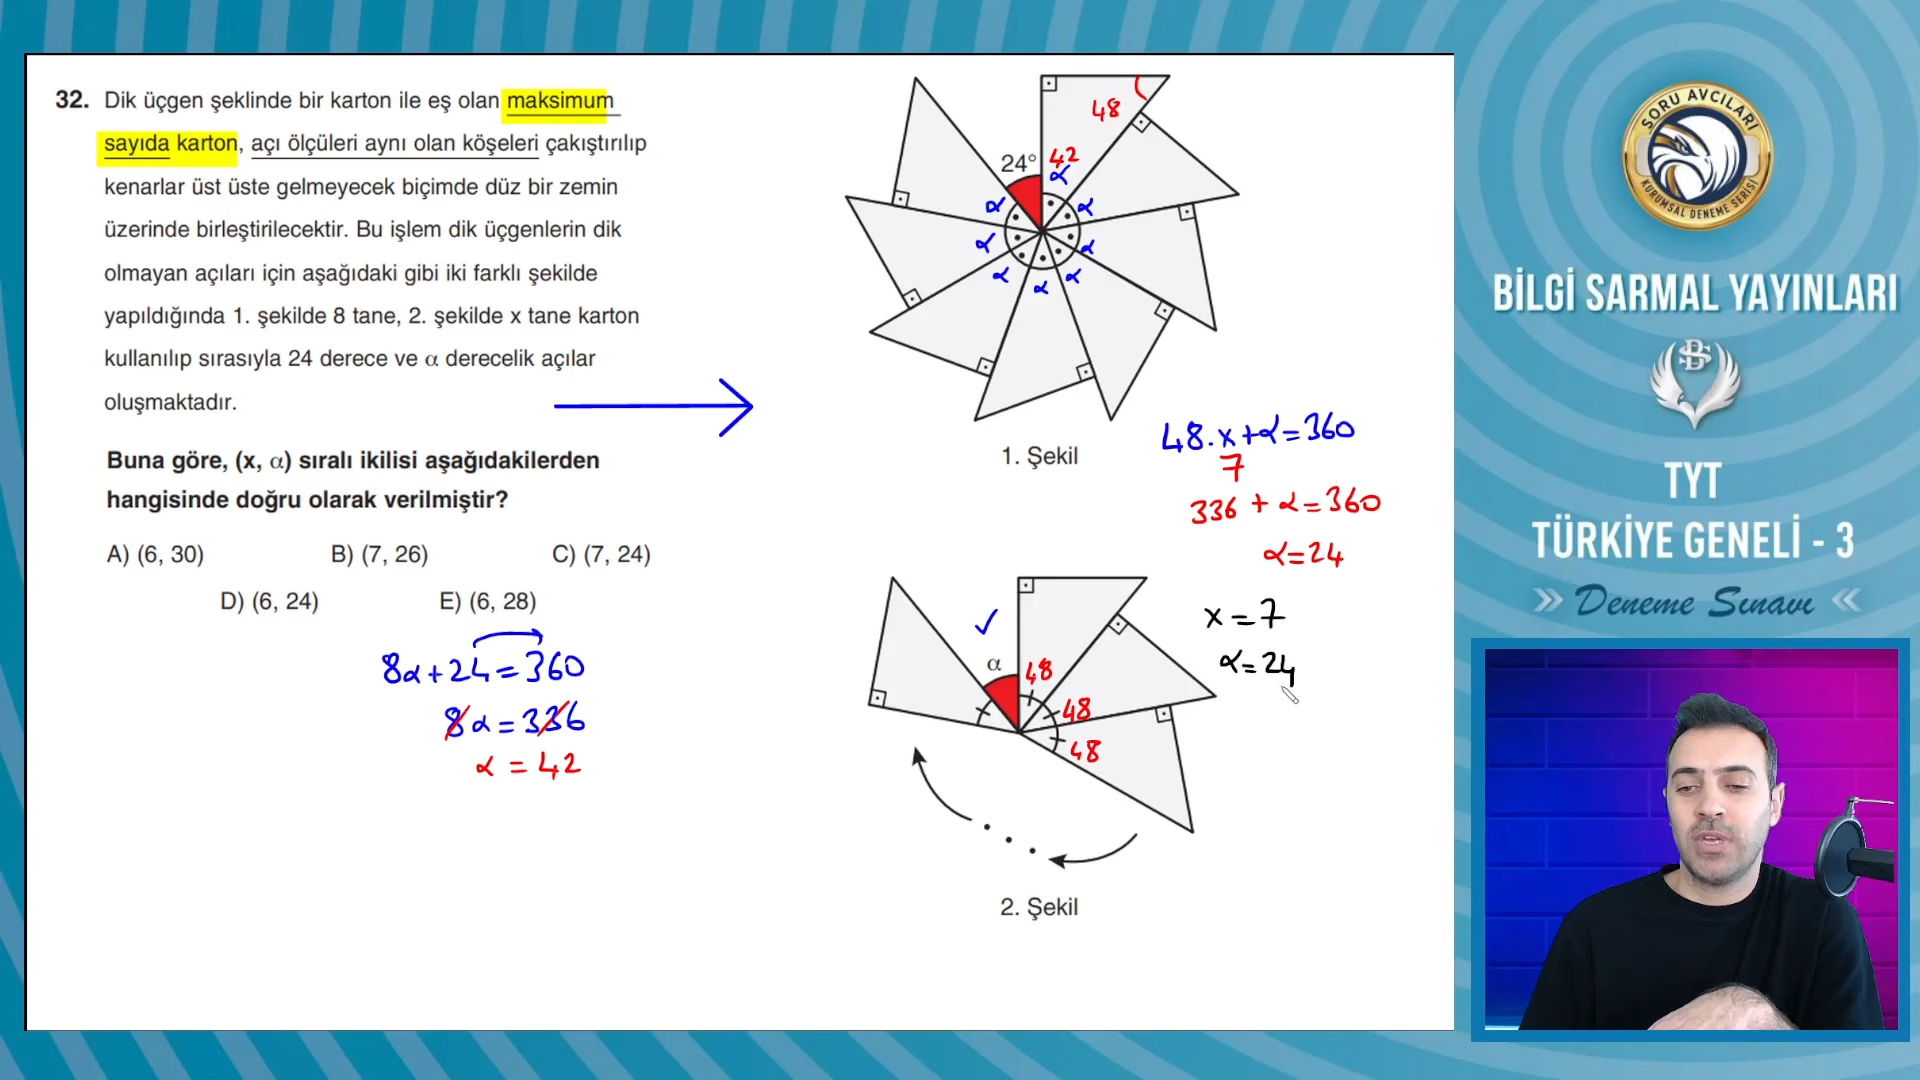 32. Dik üçgen şeklinde bir karton ile eş olan maksimum
sayıda karton, açı ölçüleri aynı olan köşeleri çakıştırılıp
kenarlar üst üste gelmeyecek biçimde düz bir zemin
üzerinde birleştirilecektir. Bu işlem dik üçgenlerin dik
olmayan açıları için aşağıdaki gibi iki farklı şekilde
yapıldığında 1. şekilde 8 tane, 2. şekilde x tane karton
kullanılıp sırasıyla 24 derece ve α derecelik açılar
oluşmaktadır.
Buna göre, (x, α) sıralı ikilisi aşağıdakilerden
hangisinde doğru olarak verilmiştir?
A) (6, 30) B) (7, 26) C) (7, 24)
D) (6, 24) E) (6, 28)
8α+24=360
8α=336
α=42
48
24° 42
α
α α
α α
α α
α
1. Şekil
48.x+α=360
7
336+α=360
α=24
α 48
48
48
2. Şekil
x=7
α=24
SORU AVCILARI
KURUMSAL DENEME SERİSİ
BİLGİ SARMAL YAYINLARI
BS
TYT
TÜRKİYE GENELİ - 3
Deneme Sınavı